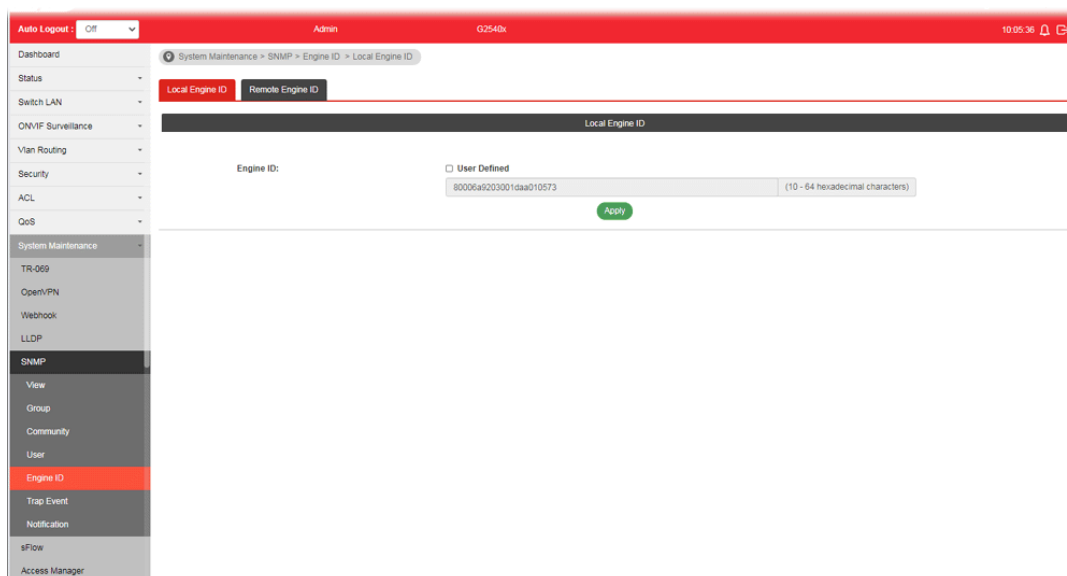 Auto Logout : Off Admin G2540x 10:05:36
Dashboard
Status
Switch LAN
ONVIF Surveillance
Vlan Routing
Security
ACL
QoS
System Maintenance
TR-069
OpenVPN
Webhook
LLDP
SNMP
View
Group
Community
User
Engine ID
Trap Event
Notification
sFlow
Access Manager
System Maintenance > SNMP > Engine ID > Local Engine ID
Local Engine ID Remote Engine ID
Local Engine ID
Engine ID: User Defined
80006a9203001daa010573 (10 - 64 hexadecimal characters)
Apply